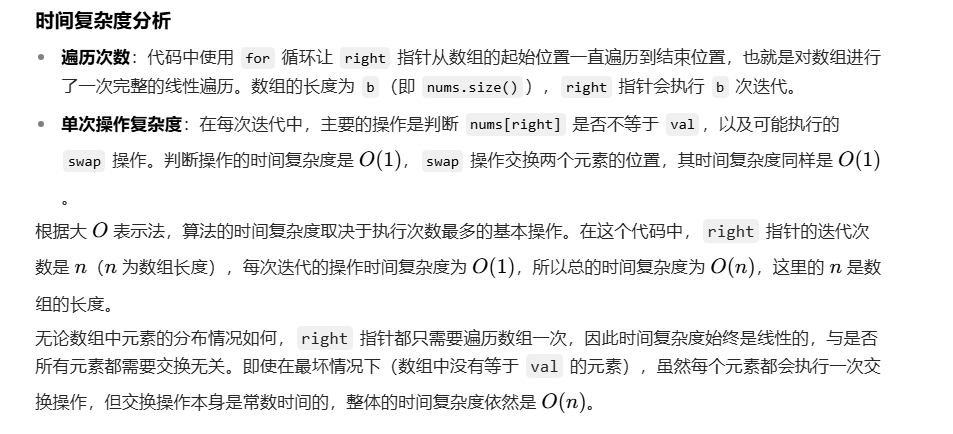 时间复杂度分析
• 遍历次数：代码中使用 for 循环让 right 指针从数组的起始位置一直遍历到结束位置，也就是对数组进行
了一次完整的线性遍历。数组的长度为 b（即 nums.size()），right 指针会执行 b 次迭代。
• 单次操作复杂度：在每次迭代中，主要的操作是判断 nums[right] 是否不等于 val，以及可能执行的
swap 操作。判断操作的时间复杂度是 O(1)，swap 操作交换两个元素的位置，其时间复杂度同样是 O(1)
。
根据大 O 表示法，算法的时间复杂度取决于执行次数最多的基本操作。在这个代码中，right 指针的迭代次
数是 n（n 为数组长度），每次迭代的操作时间复杂度为 O(1)，所以总的时间复杂度为 O(n)，这里的 n 是数
组的长度。
无论数组中元素的分布情况如何，right 指针都只需要遍历数组一次，因此时间复杂度始终是线性的，与是否
所有元素都需要交换无关。即使在最坏情况下（数组中没有等于 val 的元素），虽然每个元素都会执行一次交
换操作，但交换操作本身是常数时间的，整体的时间复杂度依然是 O(n)。